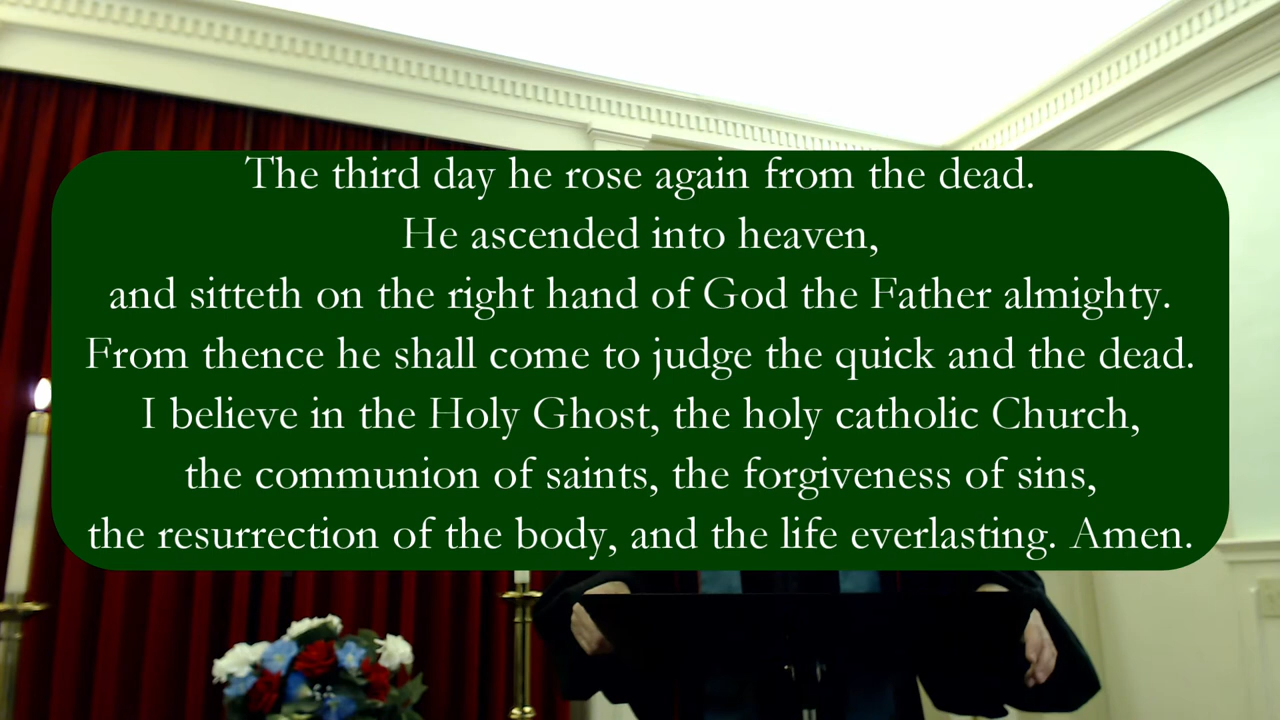 The third day he rose again from the dead.
He ascended into heaven,
and sitteth on the right hand of God the Father almighty.
From thence he shall come to judge the quick and the dead.
I believe in the Holy Ghost, the holy catholic Church,
the communion of saints, the forgiveness of sins,
the resurrection of the body, and the life everlasting. Amen.